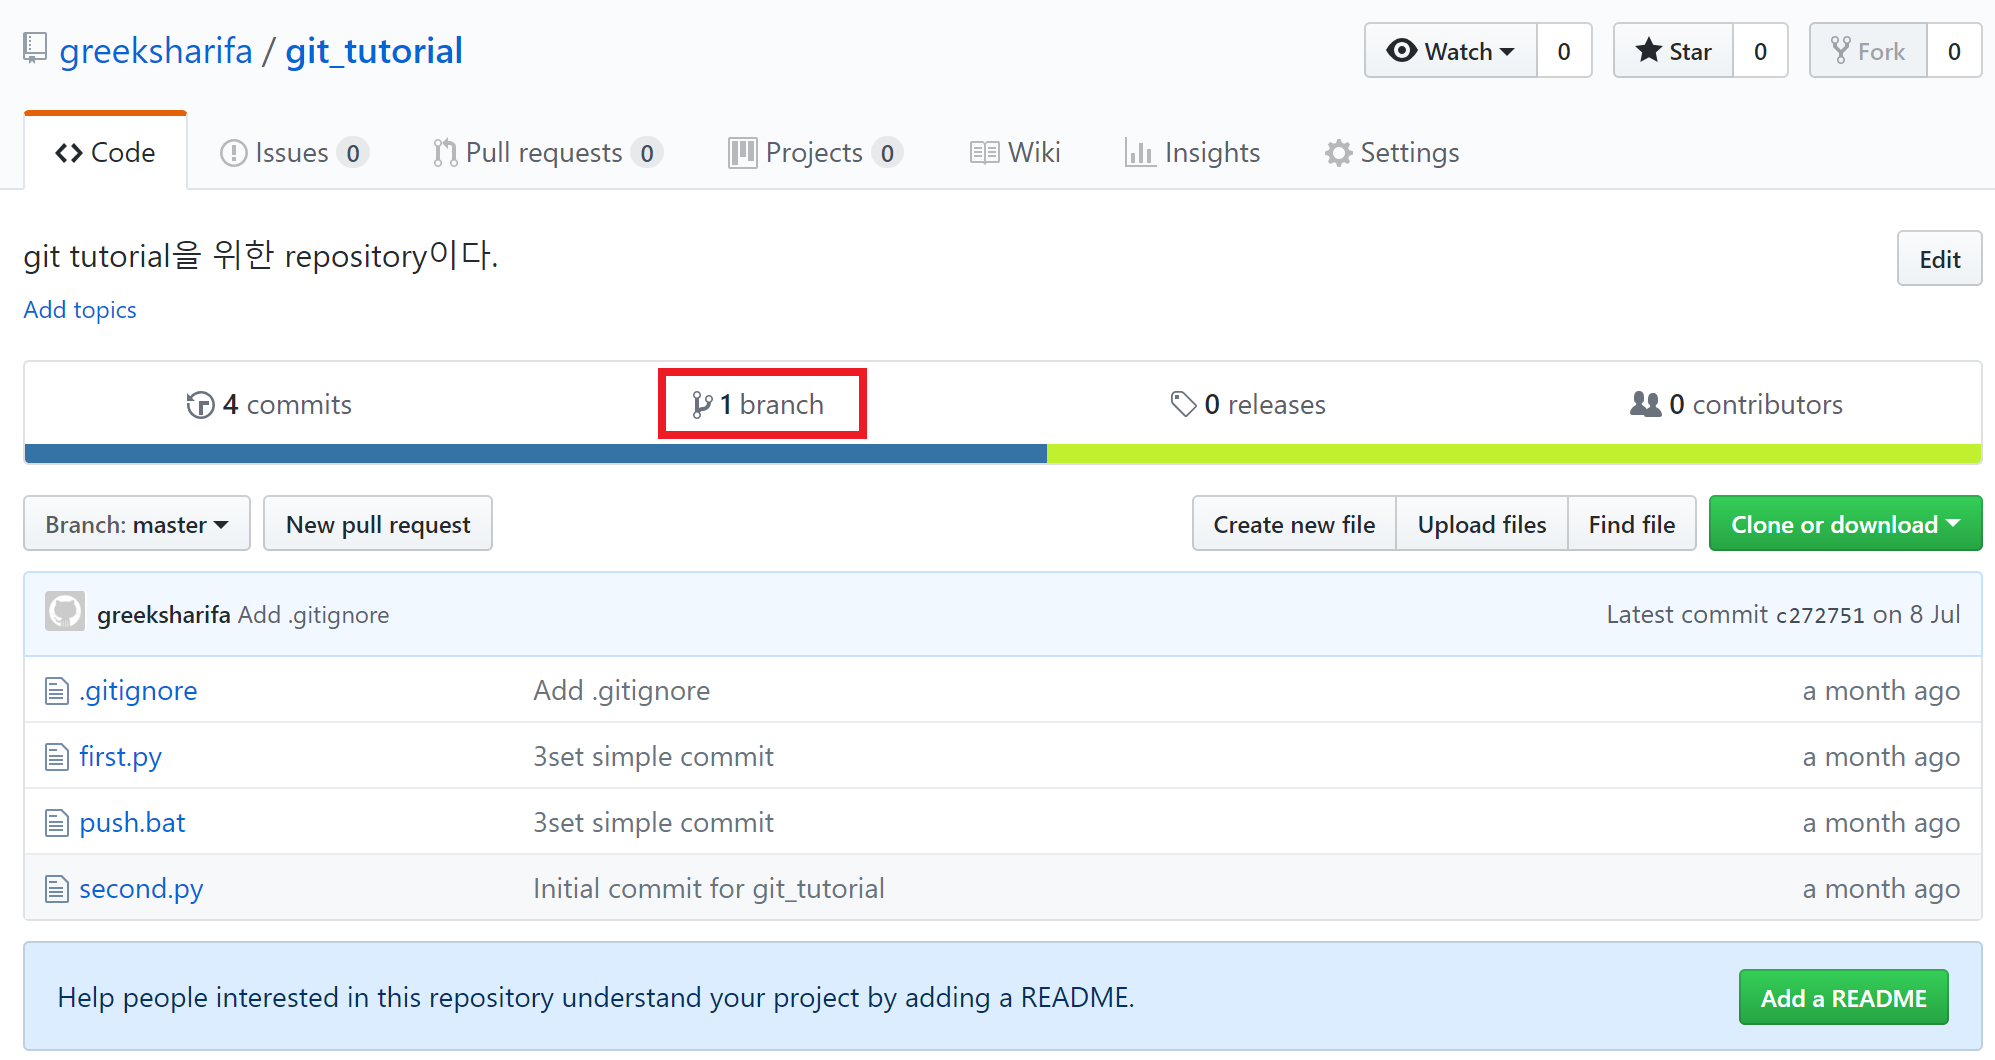 greeksharifa / git_tutorial
Watch 0 Star 0 Fork 0
Code Issues 0 Pull requests 0 Projects 0 Wiki Insights Settings
git tutorial을 위한 repository이다.
Edit
Add topics
4 commits 1 branch 0 releases 0 contributors
Branch: master New pull request Create new file Upload files Find file Clone or download
greeksharifa Add .gitignore Latest commit c272751 on 8 Jul
.gitignore Add .gitignore a month ago
first.py 3set simple commit a month ago
push.bat 3set simple commit a month ago
second.py Initial commit for git_tutorial a month ago
Help people interested in this repository understand your project by adding a README. Add a README